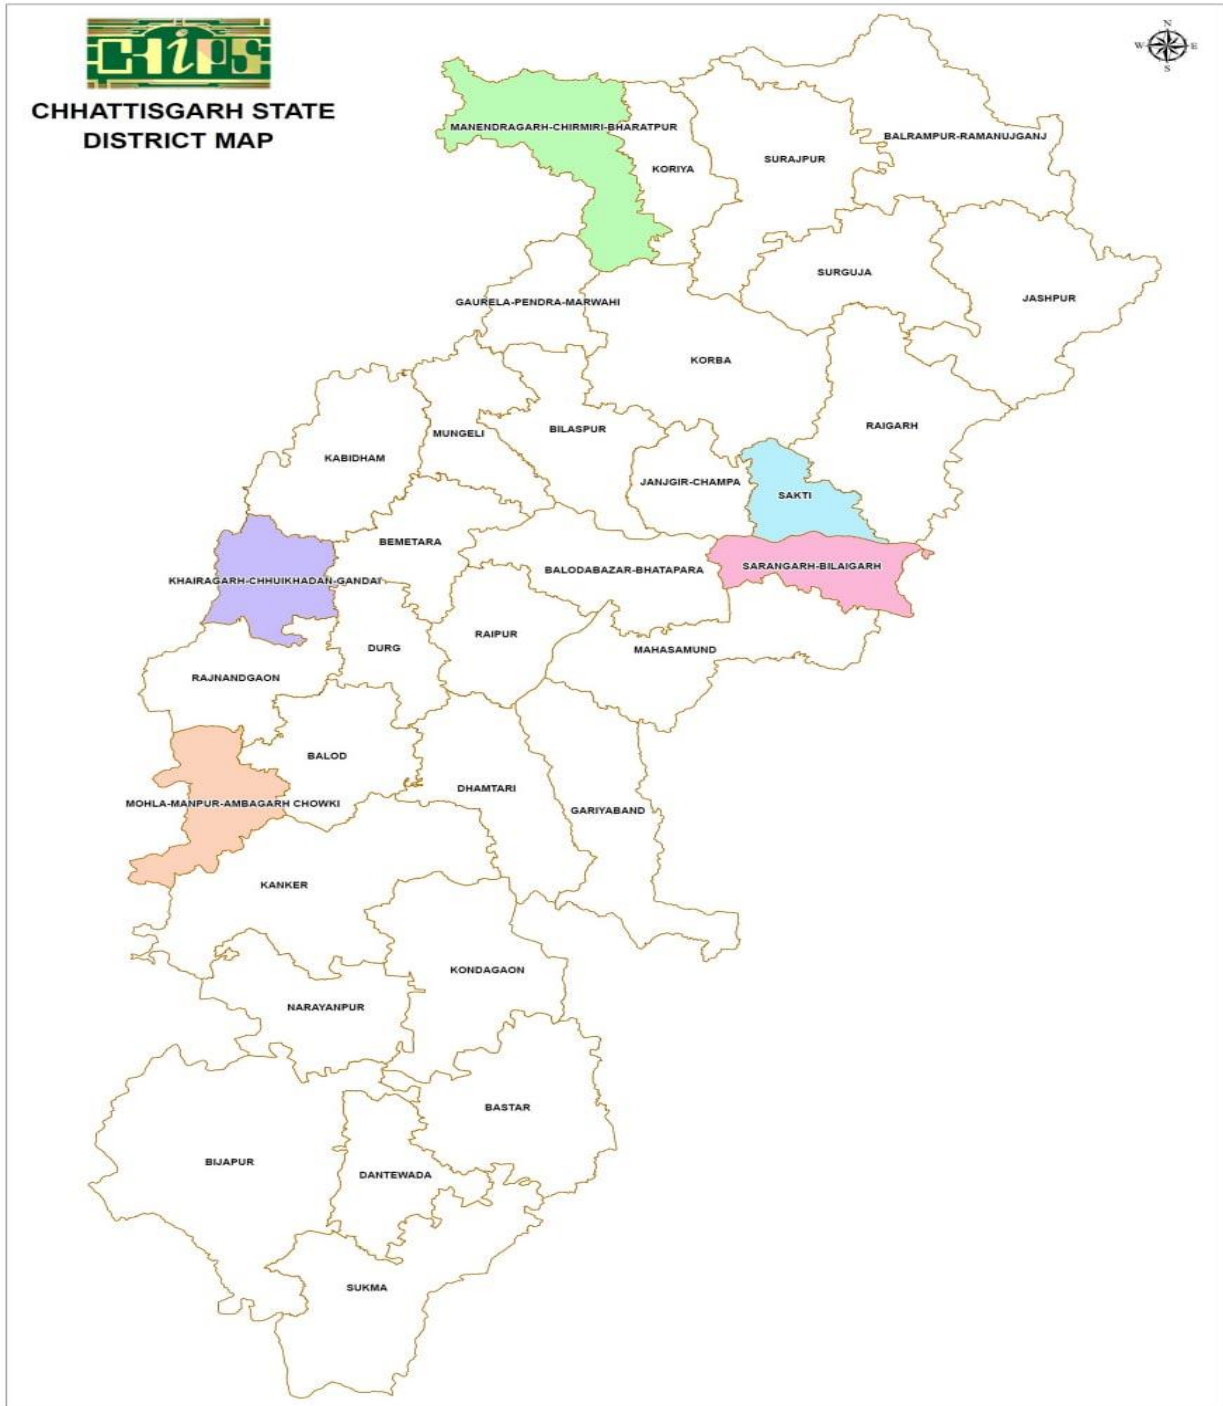 CHiPS
CHHATTISGARH STATE
DISTRICT MAP
N
W E
S
MANENDRAGARH-CHIRMIRI-BHARATPUR
BALRAMPUR-RAMANUJGANJ
SURAJPUR
KORIYA
SURGUJA
JASHPUR
GAURELA-PENDRA-MARWAHI
KORBA
RAIGARH
BILASPUR
MUNGELI
KABIDHAM
JANJGIR-CHAMPA
SAKTI
BEMETARA
BALODABAZAR-BHATAPARA
SARANGARH-BILAIGARH
KHAIRAGARH-CHHUIKHADAN-GANDAI
RAIPUR
DURG
MAHASAMUND
RAJNANDGAON
BALOD
DHAMTARI
MOHLA-MANPUR-AMBAGARH CHOWKI
GARIYABAND
KANKER
KONDAGAON
NARAYANPUR
BASTAR
BIJAPUR
DANTEWADA
SUKMA